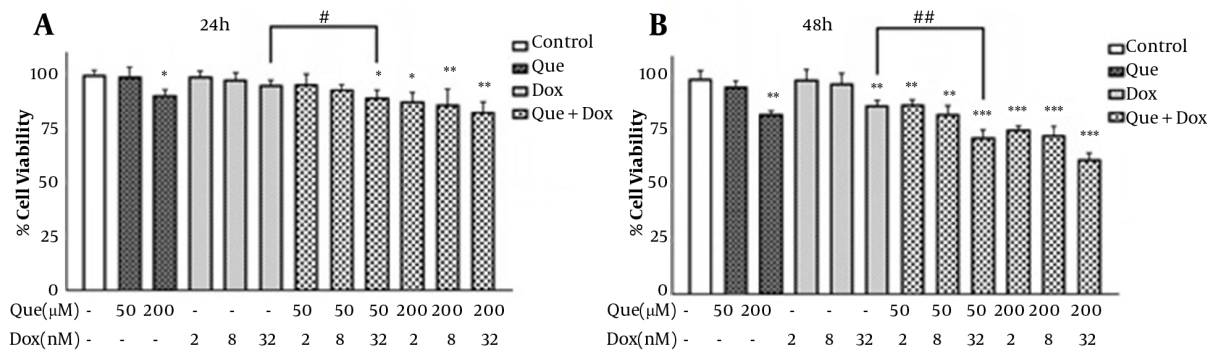 A
24h
#
Control
Que
Dox
Que + Dox
% Cell Viability
100
75
50
25
0
* * * ** **
Que(μM) - 50 200 - - - 50 50 50 200 200 200
Dox(nM) - - - 2 8 32 2 8 32 2 8 32
B
48h
##
Control
Que
Dox
Que + Dox
% Cell Viability
100
75
50
25
0
** ** ** ** *** *** *** ***
Que(μM) - 50 200 - - - 50 50 50 200 200 200
Dox(nM) - - - 2 8 32 2 8 32 2 8 32